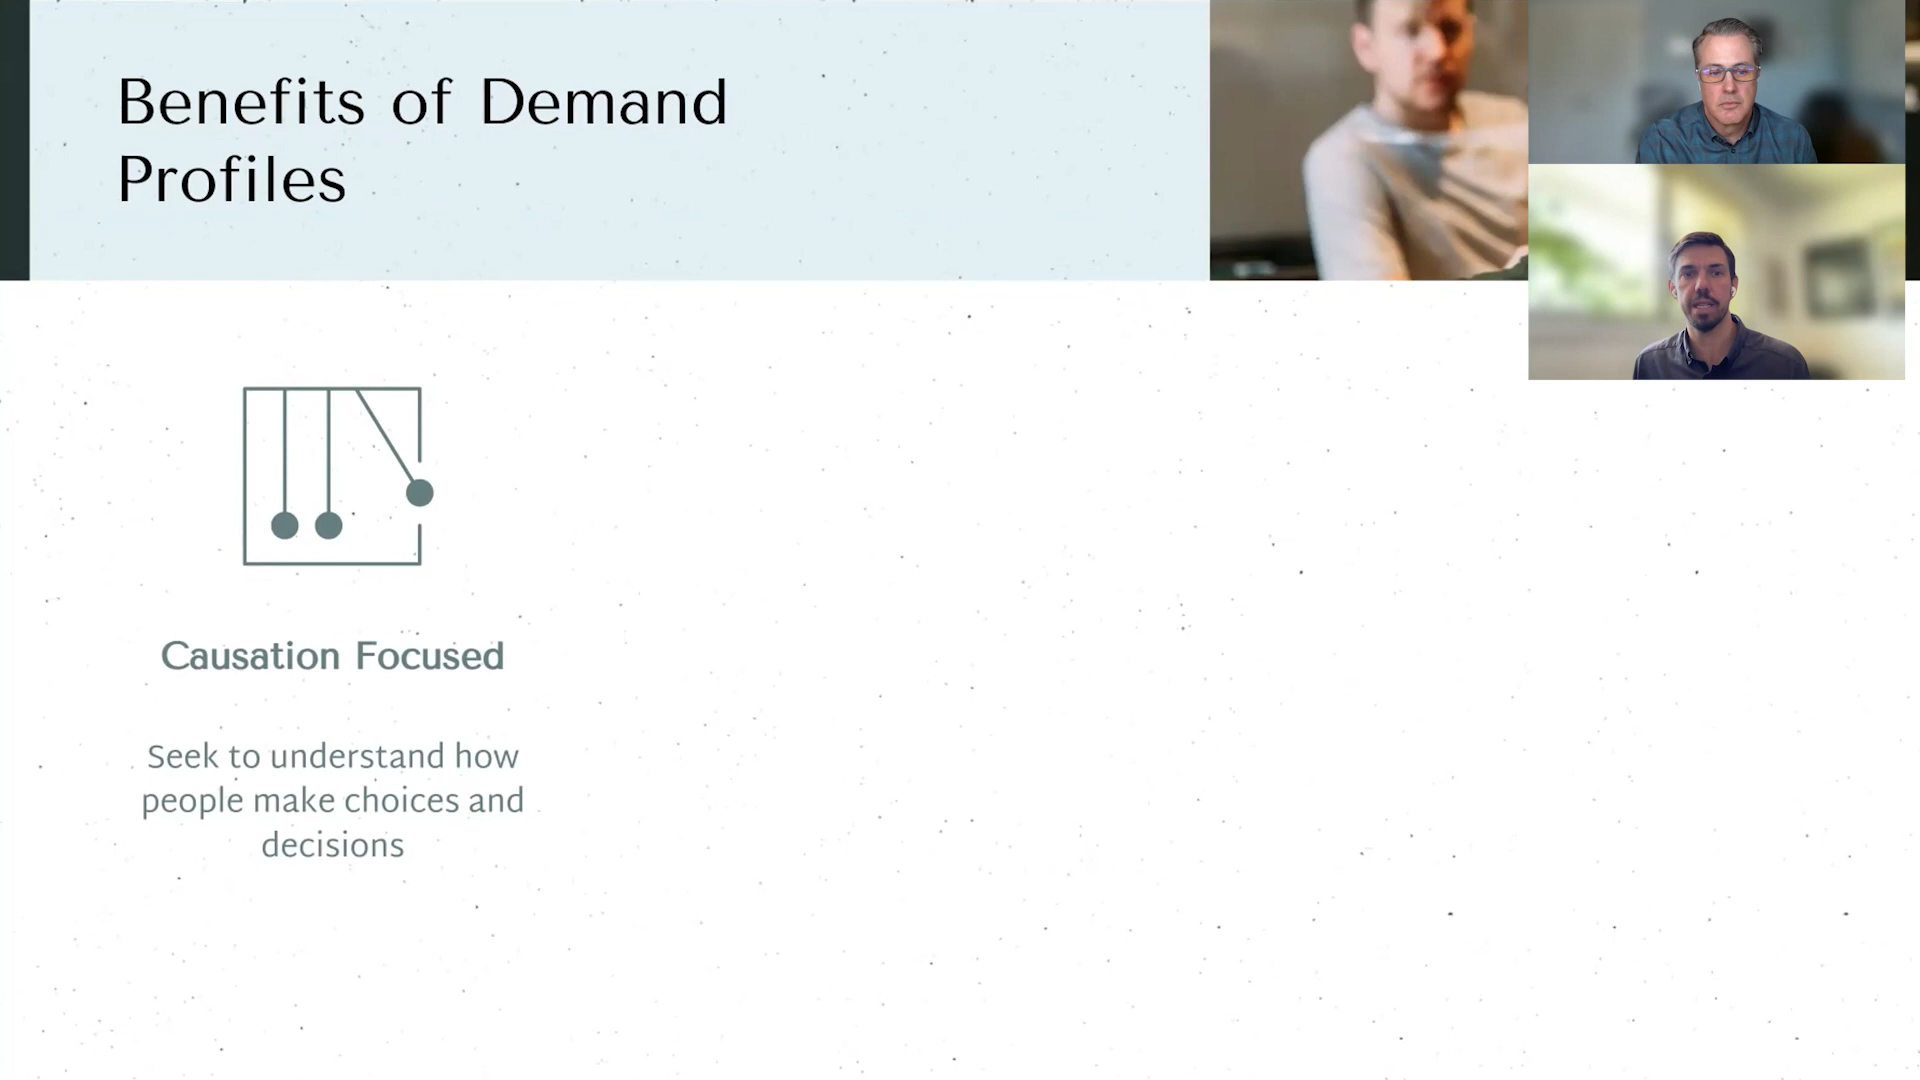 Benefits of Demand
Profiles
Causation Focused
Seek to understand how
people make choices and
decisions